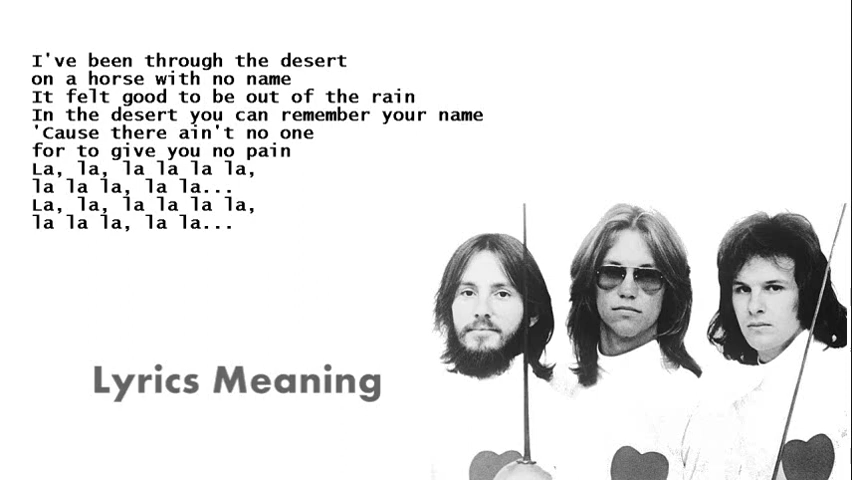 I've been through the desert
on a horse with no name
It felt good to be out of the rain
In the desert you can remember your name
'Cause there ain't no one
for to give you no pain
La, la, la la la la,
la la la, la la...
La, la, la la la la,
la la la, la la...
Lyrics Meaning